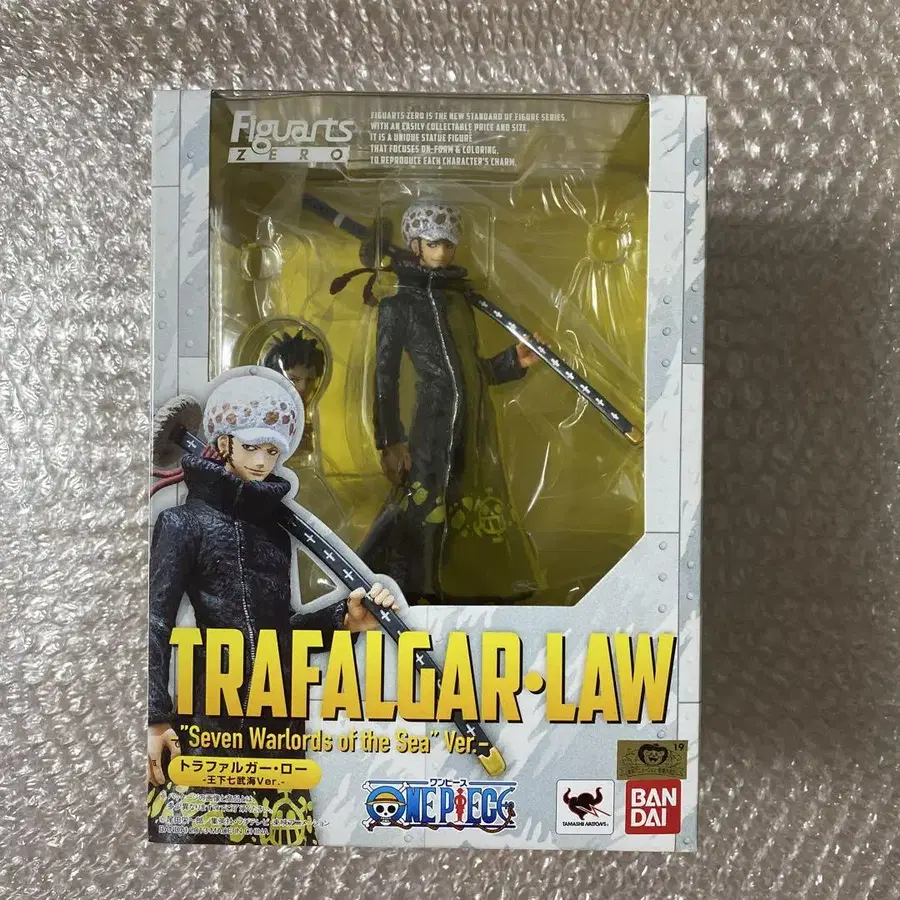 Figuarts
ZERO
FIGUARTS ZERO IS THE NEW STANDARD OF FIGURE SERIES,
WITH AN EASILY COLLECTABLE PRICE AND SIZE.
IT IS A UNIQUE STATUE FIGURE
THAT FOCUSES ON-FORM & COLORING,
TO REPRODUCE EACH CHARACTER'S CHARM.
TRAFALGAR・LAW
-"Seven Warlords of the Sea" Ver.-
トラファルガー・ロー
-王下七武海Ver.-
ワンピース
ONE PIECE
TAMASHII NATIONS
BAN
DAI
19